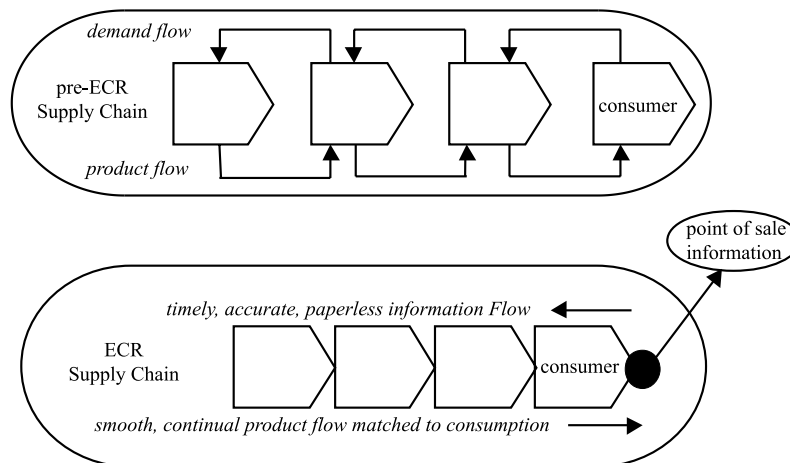 demand flow
pre-ECR
Supply Chain
consumer
product flow
point of sale
information
timely, accurate, paperless information Flow
ECR
Supply Chain
consumer
smooth, continual product flow matched to consumption